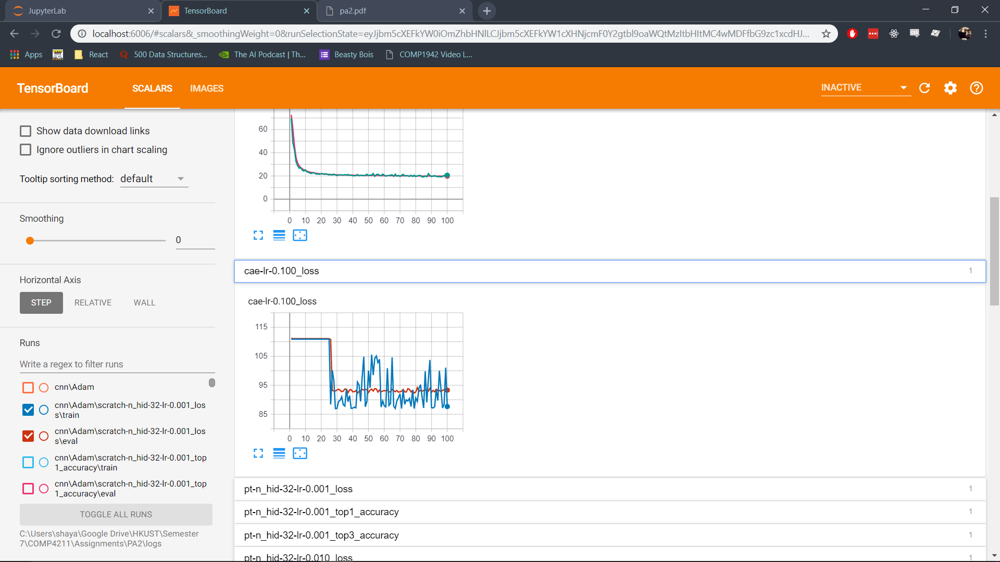 JupyterLab
TensorBoard
pa2.pdf
localhost:6006/#scalars&_smoothingWeight=0&runSelectionState=eyJjbm5cXEFkYW0iOmZhbHNlLCJjbm5cXEFkYW1cXHNjcmF0Y2gtbl9oaWQtMzItbHItMC4wMDFfbG9zc1xcdHJ...
Apps
React
500 Data Structures...
The AI Podcast | Th...
Beasty Bois
COMP1942 Video L...
TensorBoard
SCALARS
IMAGES
INACTIVE
Show data download links
Ignore outliers in chart scaling
Tooltip sorting method: default
Smoothing
0
Horizontal Axis
STEP
RELATIVE
WALL
Runs
Write a regex to filter runs
cnn\Adam
cnn\Adam\scratch-n_hid-32-lr-0.001_los
s\train
cnn\Adam\scratch-n_hid-32-lr-0.001_los
s\eval
cnn\Adam\scratch-n_hid-32-lr-0.001_top
1_accuracy\train
cnn\Adam\scratch-n_hid-32-lr-0.001_top
1_accuracy\eval
TOGGLE ALL RUNS
C:\Users\shaya\Google Drive\HKUST\Semester
7\COMP4211\Assignments\PA2\logs
60
40
20
0
0 10 20 30 40 50 60 70 80 90 100
cae-lr-0.100_loss 1
cae-lr-0.100_loss
115
105
95
85
0 10 20 30 40 50 60 70 80 90 100
pt-n_hid-32-lr-0.001_loss 1
pt-n_hid-32-lr-0.001_top1_accuracy 1
pt-n_hid-32-lr-0.001_top3_accuracy 1
pt-n_hid-32-lr-0.010_loss 1